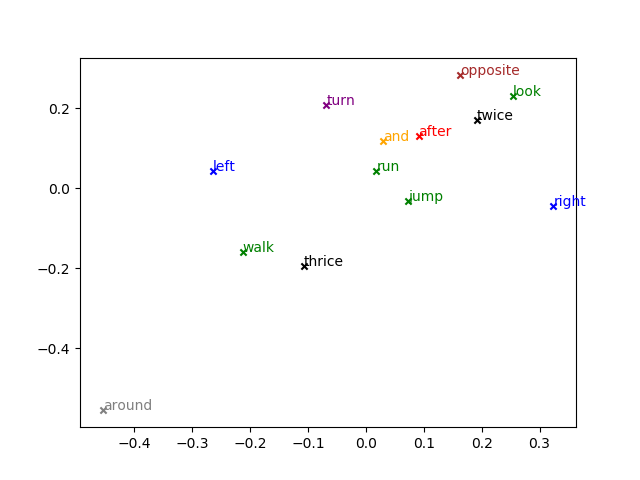 opposite
look
turn
twice
0.2
and
after
left
run
0.0
jump
right
walk
thrice
−0.2
−0.4
around
−0.4 −0.3 −0.2 −0.1 0.0 0.1 0.2 0.3